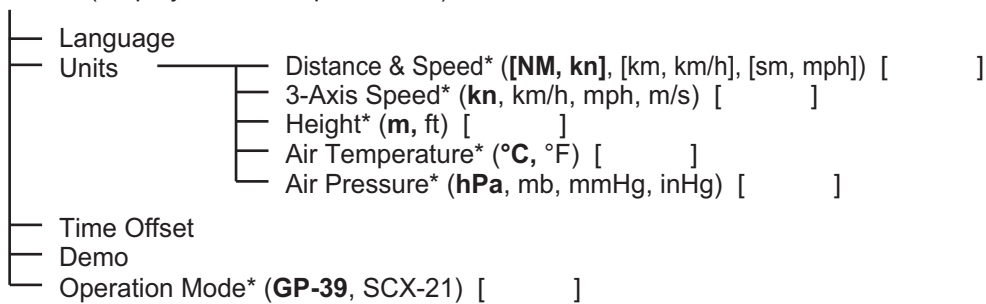 Language
Units
Distance & Speed* ([NM, kn], [km, km/h], [sm, mph]) [ ]
3-Axis Speed* (kn, km/h, mph, m/s) [ ]
Height* (m, ft) [ ]
Air Temperature* (°C, °F) [ ]
Air Pressure* (hPa, mb, mmHg, inHg) [ ]
Time Offset
Demo
Operation Mode* (GP-39, SCX-21) [ ]